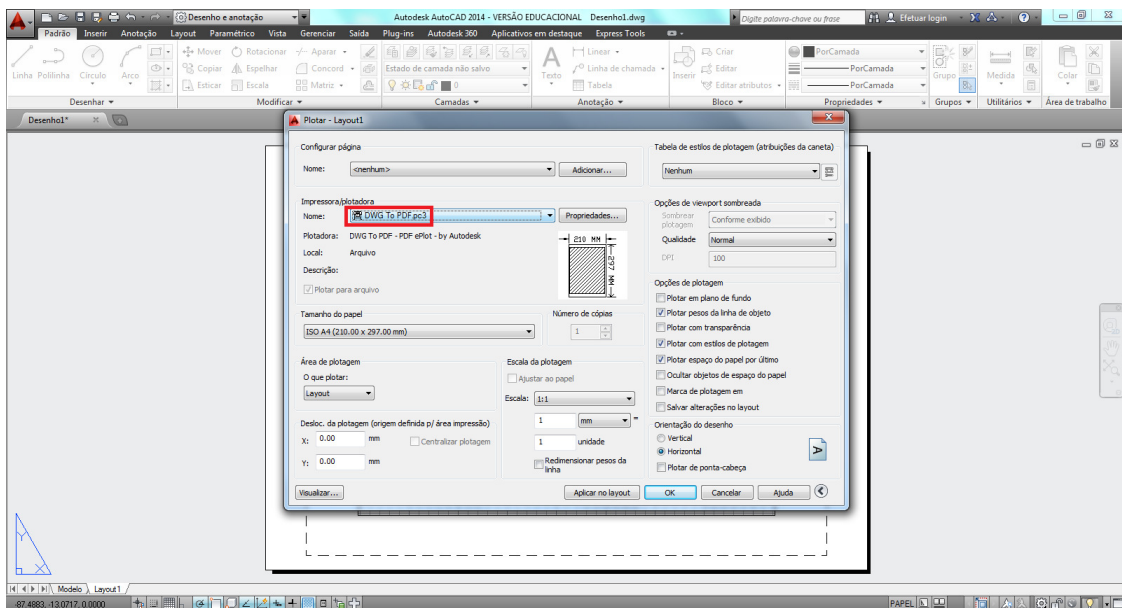 Desenho e anotação
Autodesk AutoCAD 2014 - VERSÃO EDUCACIONAL Desenho1.dwg
Digite palavra-chave ou frase
Efetuar login
Padrão Inserir Anotação Layout Paramétrico Vista Gerenciar Saída Plug-ins Autodesk 360 Aplicativos em destaque Express Tools
Linha Polilinha Círculo Arco
Mover Rotacionar Aparar
Copiar Espelhar Concord
Esticar Escala Matriz
Estado de camada não salvo
0
Texto
Linear
Linha de chamada
Tabela
Inserir
Criar
Editar
Editar atributos
PorCamada
PorCamada
PorCamada
Grupo
Medida
Colar
Desenhar Modificar Camadas Anotação Bloco Propriedades Grupos Utilitários Área de trabalho
Desenho1*
Plotar - Layout1
Configurar página
Nome: <nenhum> Adicionar...
Impressora/plotadora
Nome: DWG To PDF.pc3 Propriedades...
Plotadora: DWG To PDF - PDF ePlot - by Autodesk
Local: Arquivo
Descrição:
Plotar para arquivo
210 MM
297 MM
Tamanho do papel
ISO A4 (210.00 x 297.00 mm)
Número de cópias
1
Área de plotagem
O que plotar:
Layout
Escala da plotagem
Ajustar ao papel
Escala: 1:1
1 mm =
1 unidade
Redimensionar pesos da
linha
Desloc. da plotagem (origem definida p/ área impressão)
X: 0.00 mm Centralizar plotagem
Y: 0.00 mm
Tabela de estilos de plotagem (atribuições da caneta)
Nenhum
Opções de viewport sombreada
Sombrear
plotagem
Conforme exibido
Qualidade Normal
DPI 100
Opções de plotagem
Plotar em plano de fundo
Plotar pesos da linha de objeto
Plotar com transparência
Plotar com estilos de plotagem
Plotar espaço do papel por último
Ocultar objetos de espaço do papel
Marca de plotagem em
Salvar alterações no layout
Orientação do desenho
Vertical
Horizontal
Plotar de ponta-cabeça
A
Visualizar... Aplicar no layout OK Cancelar Ajuda
Y
X
Modelo Layout1
-87.4883, -13.0717, 0.0000
PAPEL